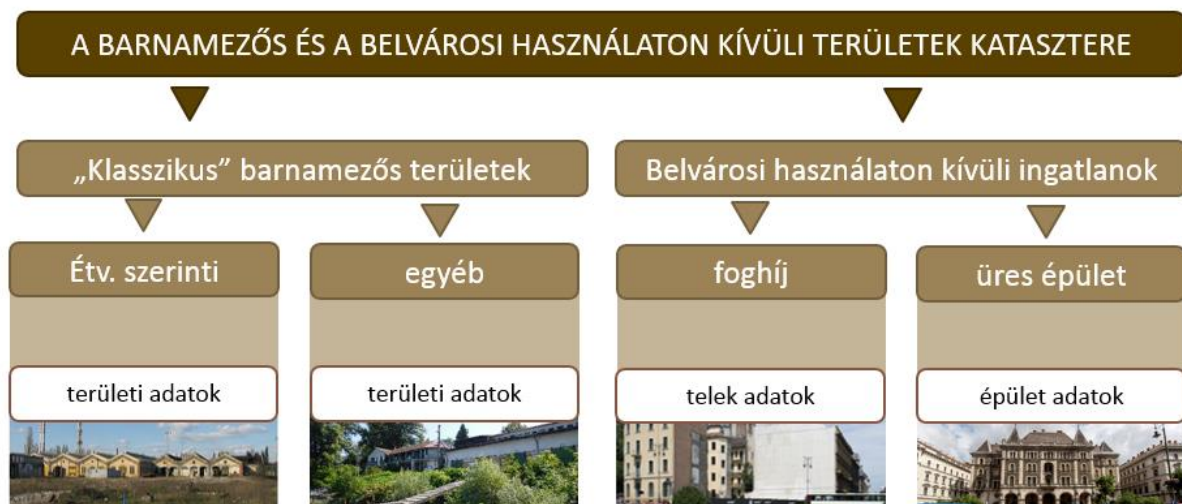 A BARNAMEZŐS ÉS A BELVÁROSI HASZNÁLATON KÍVÜLI TERÜLETEK KATASZTERE
„Klasszikus” barnamezős területek
Belvárosi használaton kívüli ingatlanok
Étv. szerinti
egyéb
foghíj
üres épület
területi adatok
területi adatok
telek adatok
épület adatok